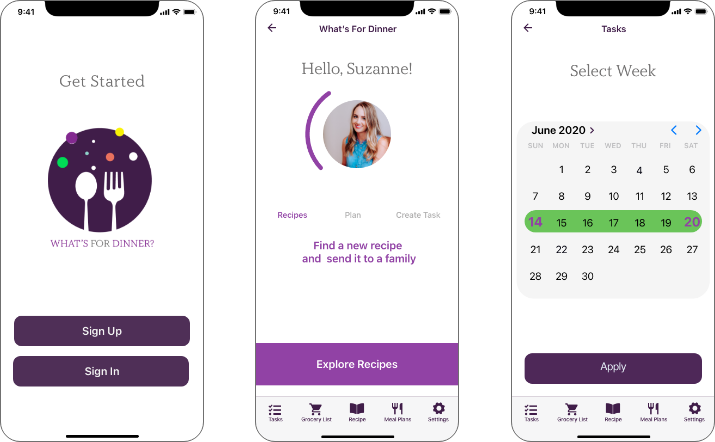 9:41
Get Started
WHAT'S FOR DINNER?
Sign Up
Sign In
9:41
What's For Dinner
Hello, Suzanne!
Recipes Plan Create Task
Find a new recipe
and send it to a family
Explore Recipes
Tasks Grocery List Recipe Meal Plans Settings
9:41
Tasks
Select Week
June 2020
SUN MON TUE WED THU FRI SAT
1 2 3 4 5 6
7 8 9 10 11 12 13
14 15 16 17 18 19 20
21 22 23 24 25 26 27
28 29 30
Apply
Tasks Grocery List Recipe Meal Plans Settings